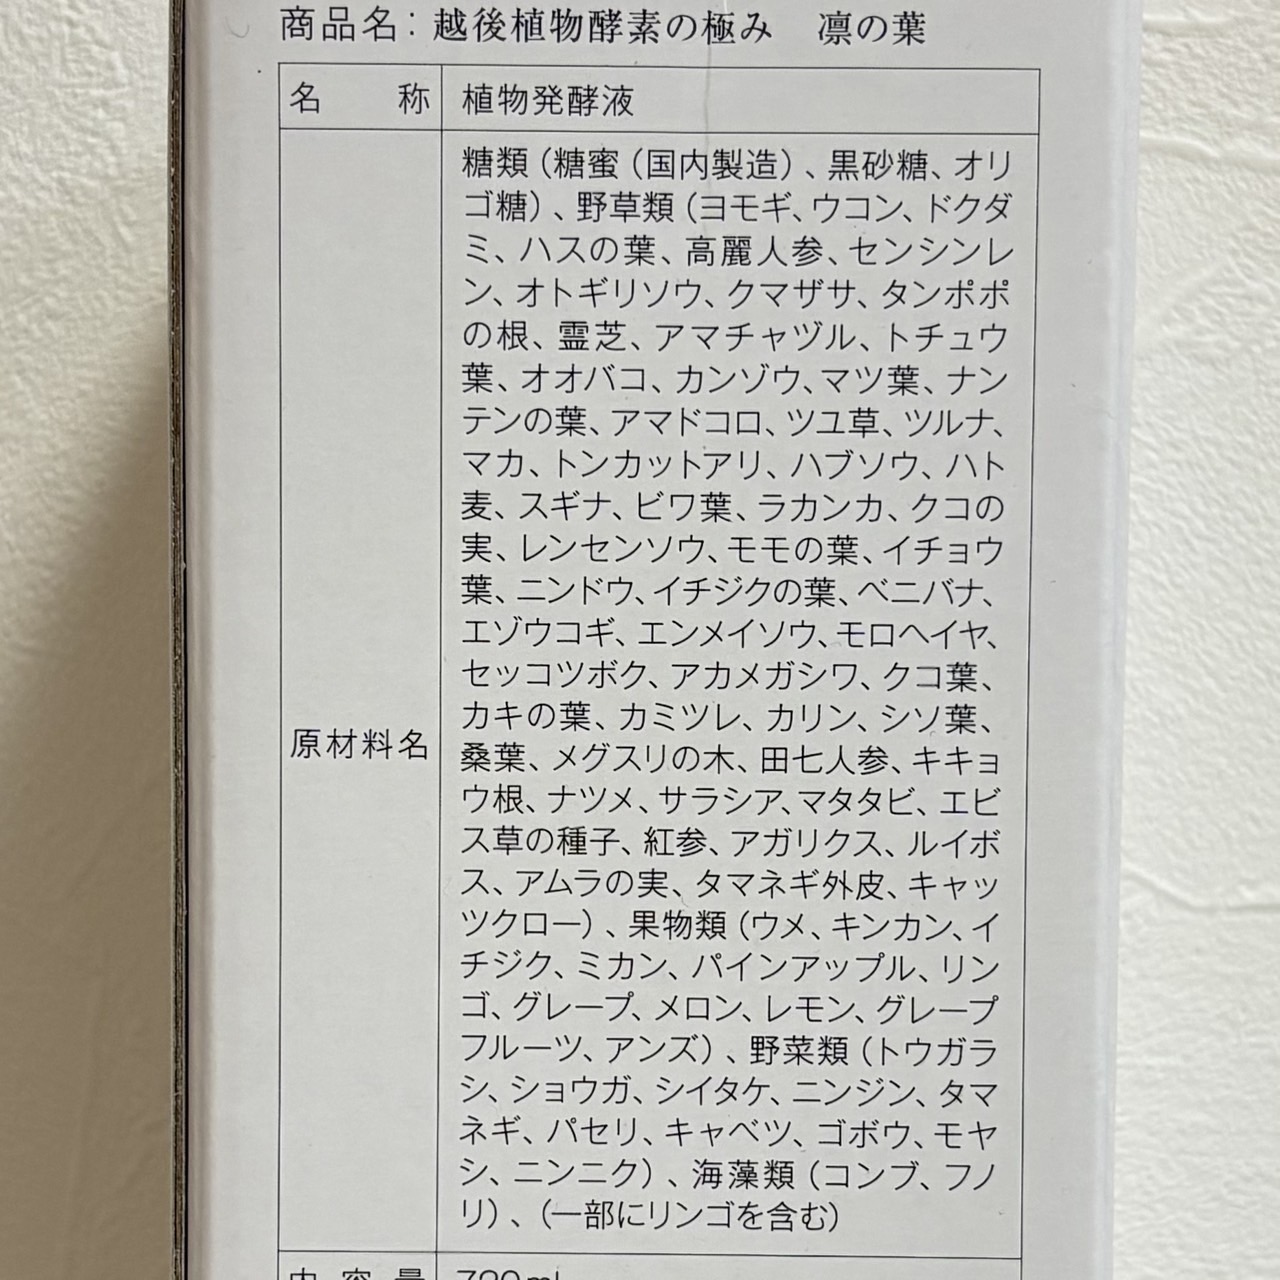 商品名：越後植物酵素の極み　凛の葉
名　称　植物発酵液
糖類（糖蜜（国内製造）、黒砂糖、オリ
ゴ糖）、野草類（ヨモギ、ウコン、ドクダ
ミ、ハスの葉、高麗人参、センシンレ
ン、オトギリソウ、クマザサ、タンポポ
の根、霊芝、アマチャヅル、トチュウ
葉、オオバコ、カンゾウ、マツ葉、ナン
テンの葉、アマドコロ、ツユ草、ツルナ、
マカ、トンカットアリ、ハブソウ、ハト
麦、スギナ、ビワ葉、ラカンカ、クコの
実、レンセンソウ、モモの葉、イチョウ
葉、ニンドウ、イチジクの葉、ベニバナ、
エゾウコギ、エンメイソウ、モロヘイヤ、
セッコツボク、アカメガシワ、クコ葉、
カキの葉、カミツレ、カリン、シソ葉、
原材料名
桑葉、メグスリの木、田七人参、キキョ
ウ根、ナツメ、サラシア、マタタビ、エビ
ス草の種子、紅参、アガリクス、ルイボ
ス、アムラの実、タマネギ外皮、キャッ
ツクロー）、果物類（ウメ、キンカン、イ
チジク、ミカン、パインアップル、リン
ゴ、グレープ、メロン、レモン、グレープ
フルーツ、アンズ）、野菜類（トウガラ
シ、ショウガ、シイタケ、ニンジン、タマ
ネギ、パセリ、キャベツ、ゴボウ、モヤ
シ、ニンニク）、海藻類（コンブ、フノ
リ）、（一部にリンゴを含む）
内容量　720ml